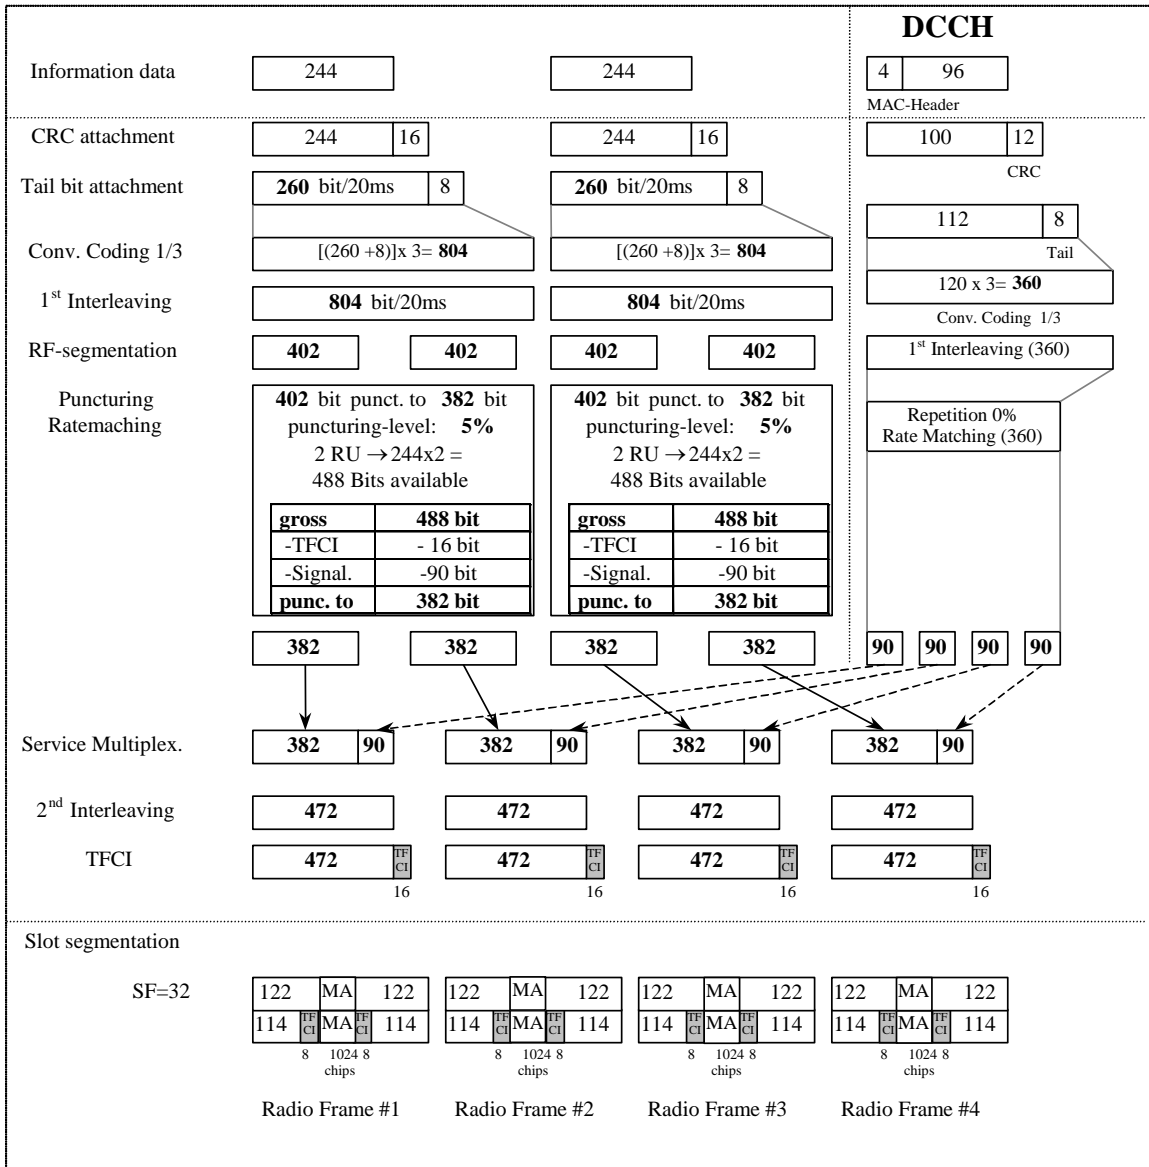 DCCH
Information data 244 244 4 96
MAC-Header
CRC attachment 244 16 244 16 100 12
CRC
Tail bit attachment 260 bit/20ms 8 260 bit/20ms 8
112 8
Tail
Conv. Coding 1/3 [(260 +8)]x 3= 804 [(260 +8)]x 3= 804
120 x 3= 360
Conv. Coding 1/3
1st Interleaving 804 bit/20ms 804 bit/20ms
RF-segmentation 402 402 402 402 1st Interleaving (360)
Puncturing 402 bit punct. to 382 bit 402 bit punct. to 382 bit
Ratemaching puncturing-level: 5% puncturing-level: 5%
Repetition 0%
Rate Matching (360)
2 RU → 244x2 = 2 RU → 244x2 =
488 Bits available 488 Bits available
gross 488 bit gross 488 bit
-TFCI - 16 bit -TFCI - 16 bit
-Signal. -90 bit -Signal. -90 bit
punc. to 382 bit punc. to 382 bit
382 382 382 382 90 90 90 90
Service Multiplex. 382 90 382 90 382 90 382 90
2nd Interleaving 472 472 472 472
TFCI 472 TF CI 472 TF CI 472 TF CI 472 TF CI
16 16 16 16
Slot segmentation
SF=32 122 MA 122 122 MA 122 122 MA 122 122 MA 122
114 TF CI MA TF CI 114 114 TF CI MA TF CI 114 114 TF CI MA TF CI 114 114 TF CI MA TF CI 114
8 1024 8 8 1024 8 8 1024 8 8 1024 8
chips chips chips chips
Radio Frame #1 Radio Frame #2 Radio Frame #3 Radio Frame #4